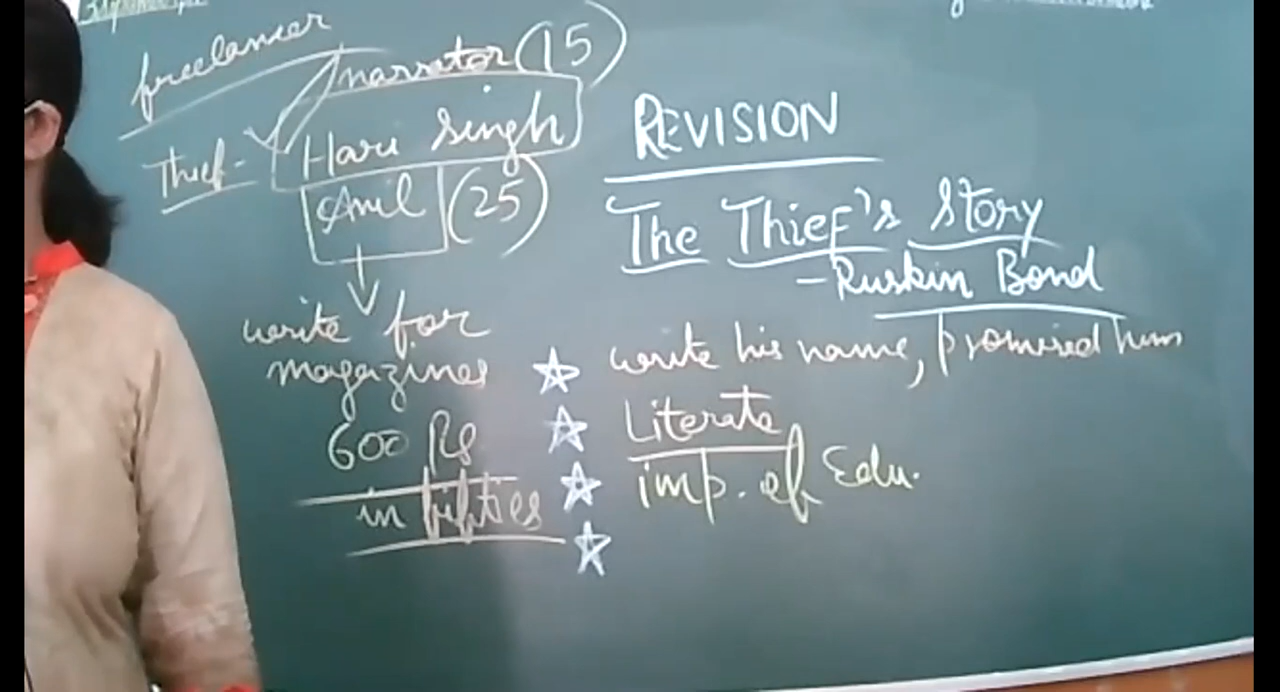 freelancer
narrator (15)
Thief -
Hari singh
Anil (25)
write for
magazines
600 Rs
in fifties
REVISION
The Thief's Story
- Ruskin Bond
write his name, promised him
Literate
imp. of Edu.